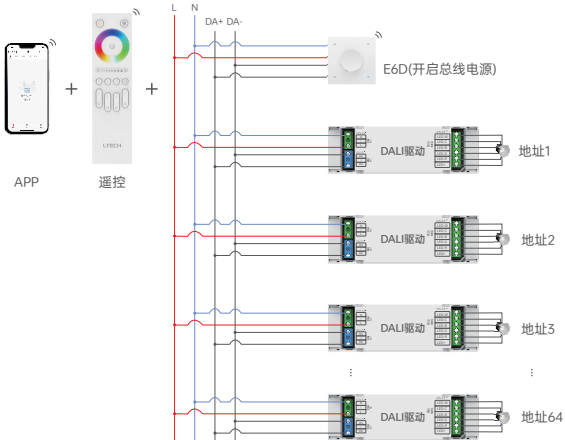 L N
DA+ DA-
E6D(开启总线电源)
LTECH
APP
遥控
DALI驱动
地址1
DALI驱动
地址2
DALI驱动
地址3
DALI驱动
地址64